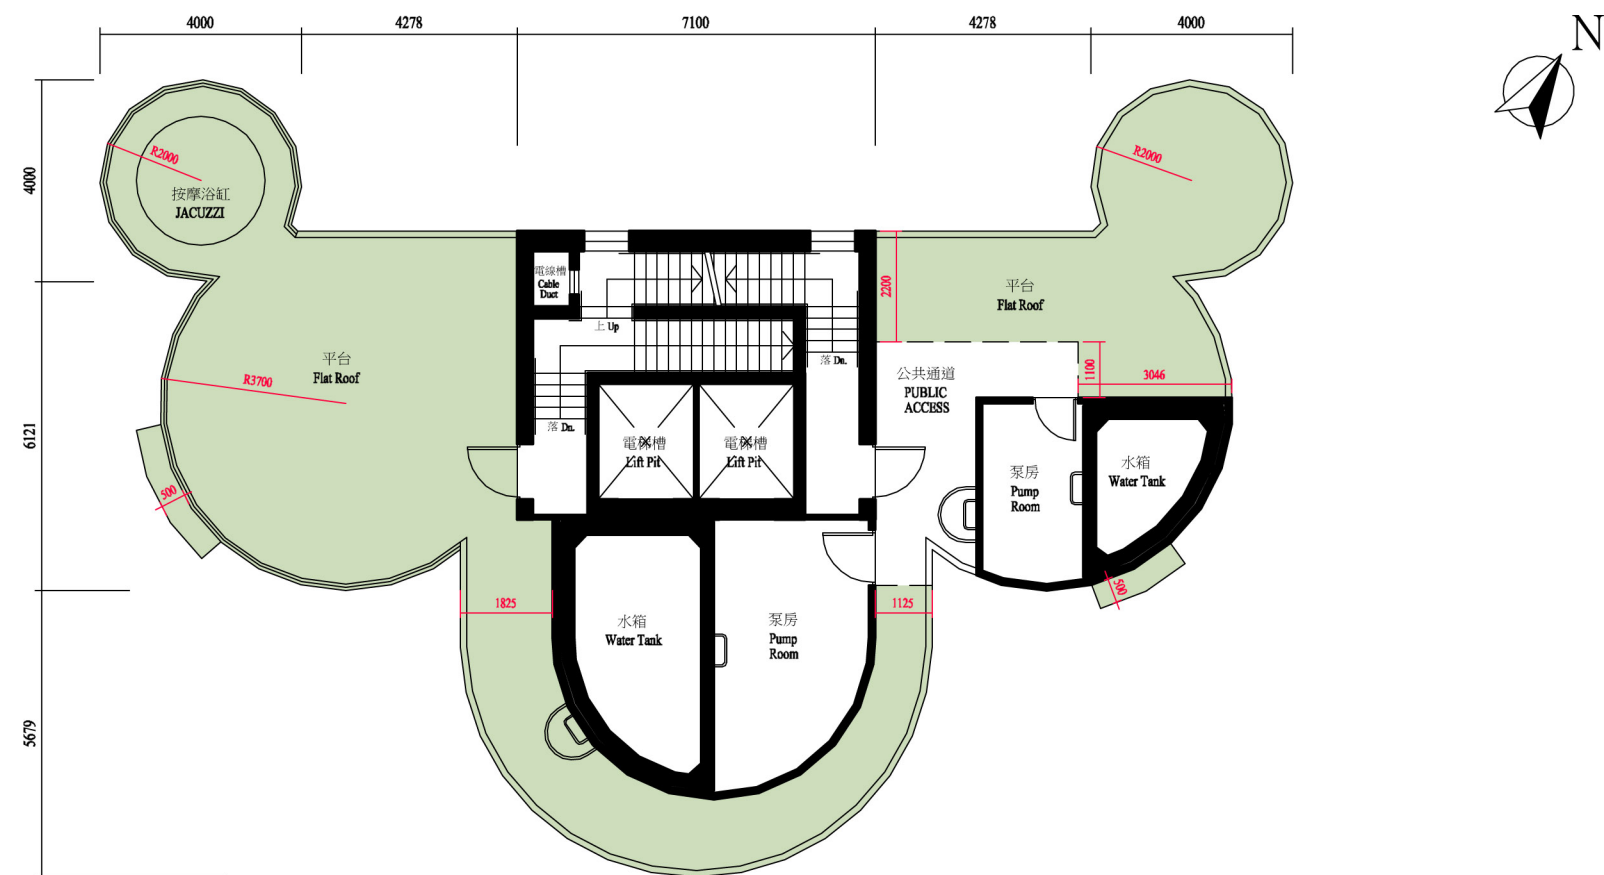 4000
4278
7100
4278
4000
N
4000
6121
5679
R2000
按摩浴缸
JACUZZI
R2000
電線槽
Cable
Duct
上 Up
2200
平台
Flat Roof
平台
Flat Roof
R3700
落 Dn.
公共通道
PUBLIC
ACCESS
1100
3046
落 Dn.
電梯槽
Lift Pit
電梯槽
Lift Pit
500
泵房
Pump
Room
水箱
Water Tank
500
1825
1125
水箱
Water Tank
泵房
Pump
Room